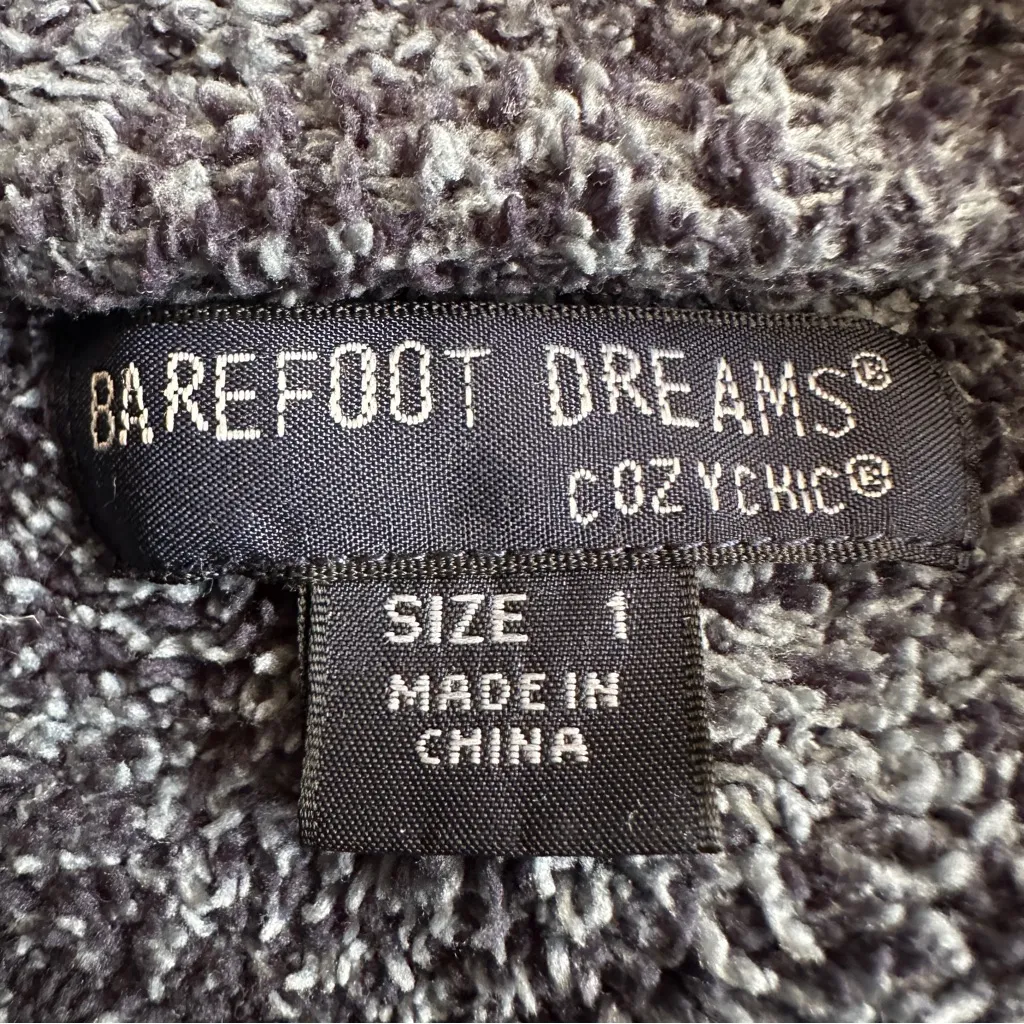 BAREFOOT DREAMS®
COZYCHIC®
SIZE 1
MADE IN
CHINA